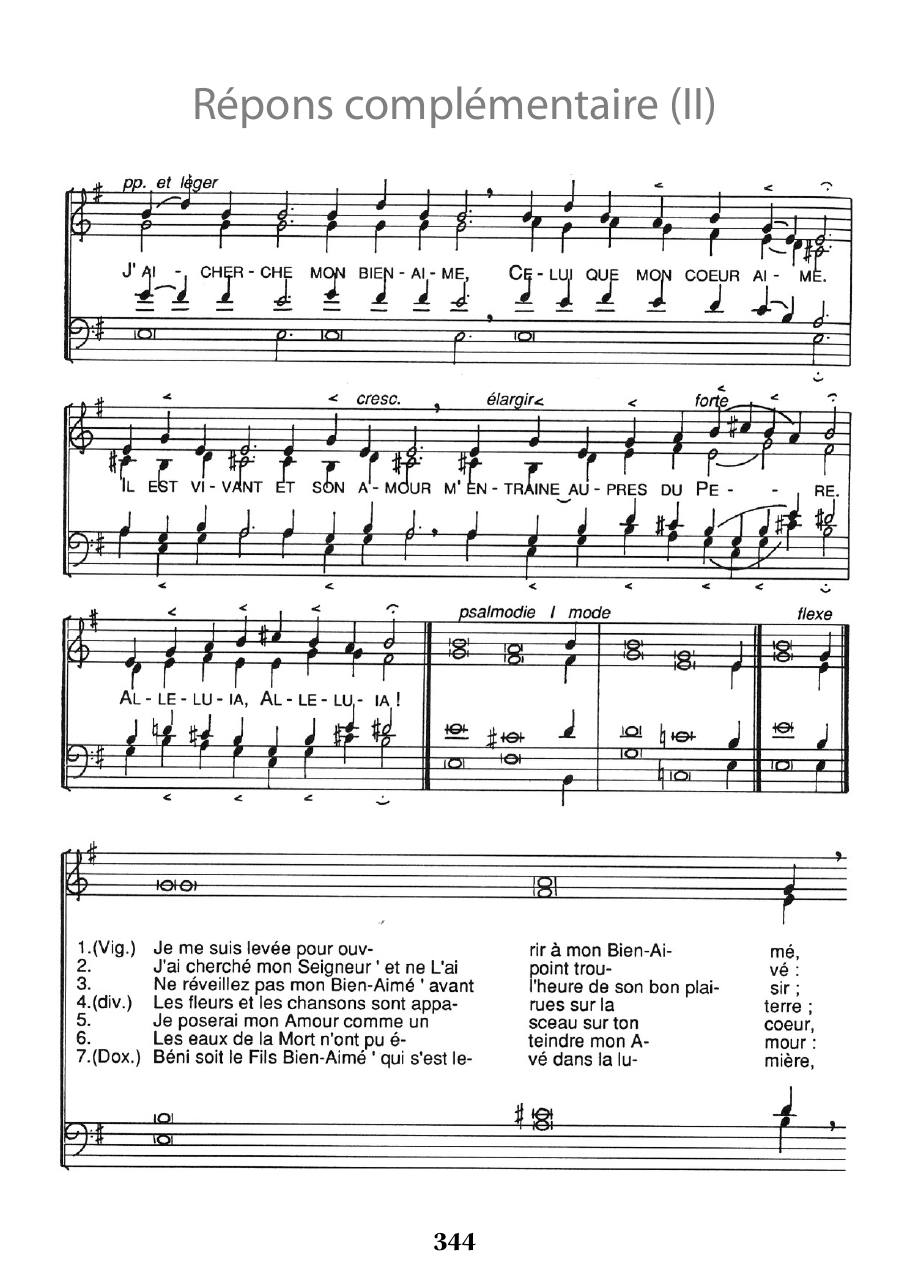 Répons complémentaire (II)
pp. et léger
J'AI - CHERCHE MON BIEN-AIME, CE-LUI QUE MON COEUR AI- ME.
cresc. élargir forte
IL EST VI-VANT ET SON A-MOUR M'EN-TRAINE AU-PRES DU PE - - RE.
psalmodie I mode flexe
AL-LE-LU-IA, AL-LE-LU-IA !
1.(Vig.) Je me suis levée pour ouv- rir à mon Bien-Ai- mé,
2. J'ai cherché mon Seigneur ' et ne L'ai point trou- vé :
3. Ne réveillez pas mon Bien-Aimé ' avant l'heure de son bon plai- sir ;
4.(div.) Les fleurs et les chansons sont appa- rues sur la terre ;
5. Je poserai mon Amour comme un sceau sur ton coeur,
6. Les eaux de la Mort n'ont pu é- teindre mon A- mour :
7.(Dox.) Béni soit le Fils Bien-Aimé ' qui s'est le- vé dans la lu- mière,
344